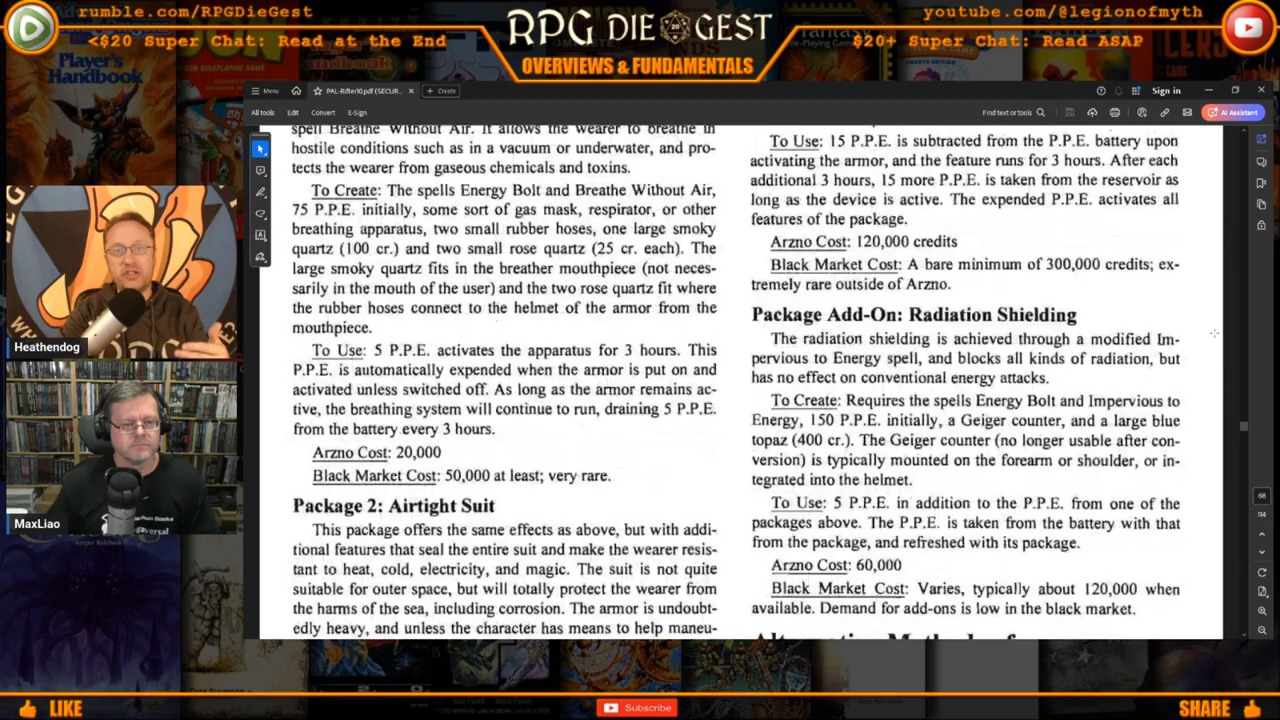 rumble.com/RPGDieGest
<$20 Super Chat: Read at the End
RPG DIE GEST
OVERVIEWS & FUNDAMENTALS
youtube.com/@legionofmyth
$20+ Super Chat: Read ASAP
Player's
Handbook
Menu
PAL-Rifter10.pdf (SECUR...
+ Create
Sign in
All tools
Edit
Convert
E-Sign
Find text or tools
AI Assistant
spell Breathe Without Air. It allows the wearer to breathe in
hostile conditions such as in a vacuum or underwater, and pro-
tects the wearer from gaseous chemicals and toxins.
To Create: The spells Energy Bolt and Breathe Without Air,
75 P.P.E. initially, some sort of gas mask, respirator, or other
breathing apparatus, two small rubber hoses, one large smoky
quartz (100 cr.) and two small rose quartz (25 cr. each). The
large smoky quartz fits in the breather mouthpiece (not neces-
sarily in the mouth of the user) and the two rose quartz fit where
the rubber hoses connect to the helmet of the armor from the
mouthpiece.
To Use: 5 P.P.E. activates the apparatus for 3 hours. This
P.P.E. is automatically expended when the armor is put on and
activated unless switched off. As long as the armor remains ac-
tive, the breathing system will continue to run, draining 5 P.P.E.
from the battery every 3 hours.
Arzno Cost: 20,000
Black Market Cost: 50,000 at least; very rare.
Package 2: Airtight Suit
This package offers the same effects as above, but with addi-
tional features that seal the entire suit and make the wearer resis-
tant to heat, cold, electricity, and magic. The suit is not quite
suitable for outer space, but will totally protect the wearer from
the harms of the sea, including corrosion. The armor is undoubt-
edly heavy, and unless the character has means to help maneu-
To Use: 15 P.P.E. is subtracted from the P.P.E. battery upon
activating the armor, and the feature runs for 3 hours. After each
additional 3 hours, 15 more P.P.E. is taken from the reservoir as
long as the device is active. The expended P.P.E. activates all
features of the package.
Arzno Cost: 120,000 credits
Black Market Cost: A bare minimum of 300,000 credits; ex-
tremely rare outside of Arzno.
Package Add-On: Radiation Shielding
The radiation shielding is achieved through a modified Im-
pervious to Energy spell, and blocks all kinds of radiation, but
has no effect on conventional energy attacks.
To Create: Requires the spells Energy Bolt and Impervious to
Energy, 150 P.P.E. initially, a Geiger counter, and a large blue
topaz (400 cr.). The Geiger counter (no longer usable after con-
version) is typically mounted on the forearm or shoulder, or in-
tegrated into the helmet.
To Use: 5 P.P.E. in addition to the P.P.E. from one of the
packages above. The P.P.E. is taken from the battery with that
from the package, and refreshed with its package.
Arzno Cost: 60,000
Black Market Cost: Varies, typically about 120,000 when
available. Demand for add-ons is low in the black market.
68
114
Heathendog
MaxLiao
LIKE
Subscribe
SHARE